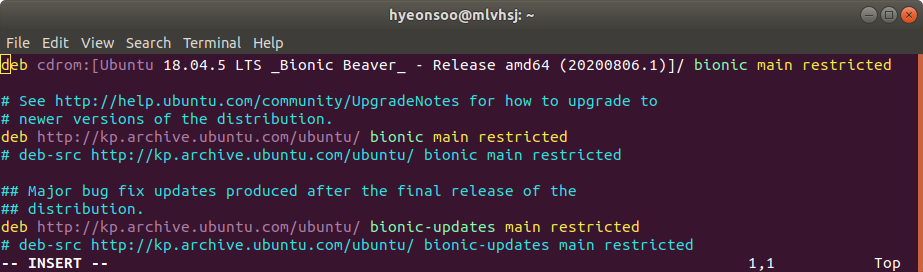 hyeonsoo@mlvhsj: ~
File Edit View Search Terminal Help
deb cdrom:[Ubuntu 18.04.5 LTS _Bionic Beaver_ - Release amd64 (20200806.1)]/ bionic main restricted
# See http://help.ubuntu.com/community/UpgradeNotes for how to upgrade to
# newer versions of the distribution.
deb http://kp.archive.ubuntu.com/ubuntu/ bionic main restricted
# deb-src http://kp.archive.ubuntu.com/ubuntu/ bionic main restricted
## Major bug fix updates produced after the final release of the
## distribution.
deb http://kp.archive.ubuntu.com/ubuntu/ bionic-updates main restricted
# deb-src http://kp.archive.ubuntu.com/ubuntu/ bionic-updates main restricted
-- INSERT -- 1,1 Top